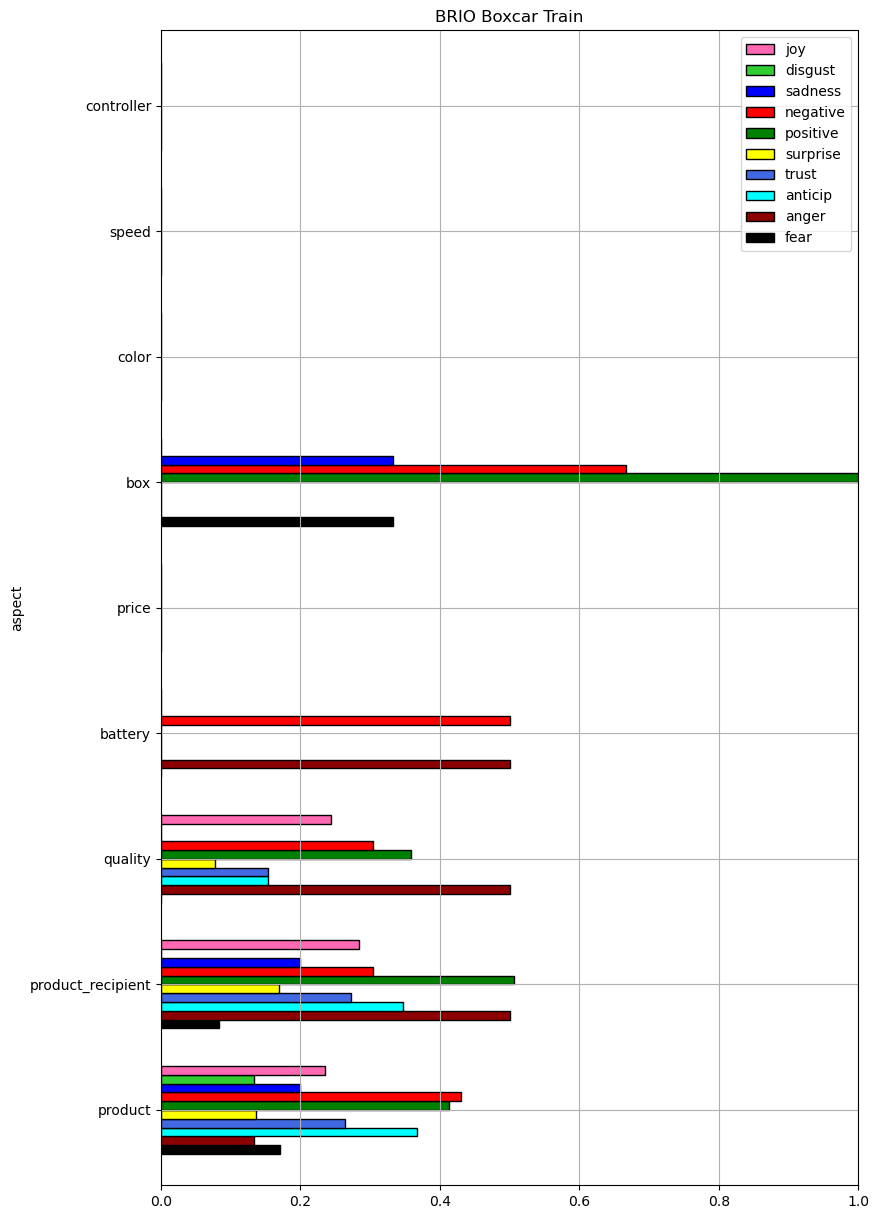 BRIO Boxcar Train
joy
disgust
sadness
negative
positive
surprise
trust
anticip
anger
fear
controller
speed
color
box
price
battery
quality
product_recipient
product
aspect
0.0 0.2 0.4 0.6 0.8 1.0